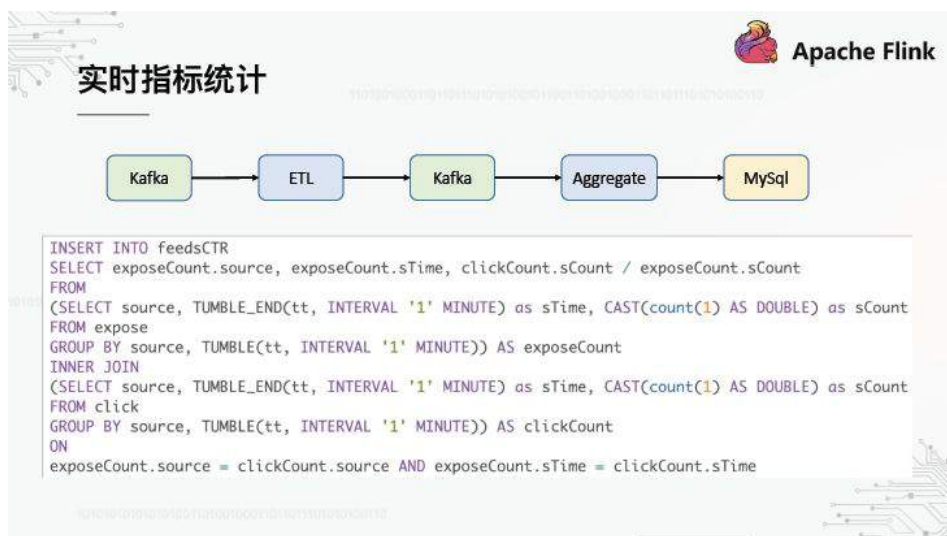 Apache Flink
实时指标统计
Kafka
ETL
Kafka
Aggregate
MySql
INSERT INTO feedsCTR
SELECT exposeCount.source, exposeCount.sTime, clickCount.sCount / exposeCount.sCount
FROM
(SELECT source, TUMBLE_END(tt, INTERVAL '1' MINUTE) as sTime, CAST(count(1) AS DOUBLE) as sCount
FROM expose
GROUP BY source, TUMBLE(tt, INTERVAL '1' MINUTE)) AS exposeCount
INNER JOIN
(SELECT source, TUMBLE_END(tt, INTERVAL '1' MINUTE) as sTime, CAST(count(1) AS DOUBLE) as sCount
FROM click
GROUP BY source, TUMBLE(tt, INTERVAL '1' MINUTE)) AS clickCount
ON
exposeCount.source = clickCount.source AND exposeCount.sTime = clickCount.sTime